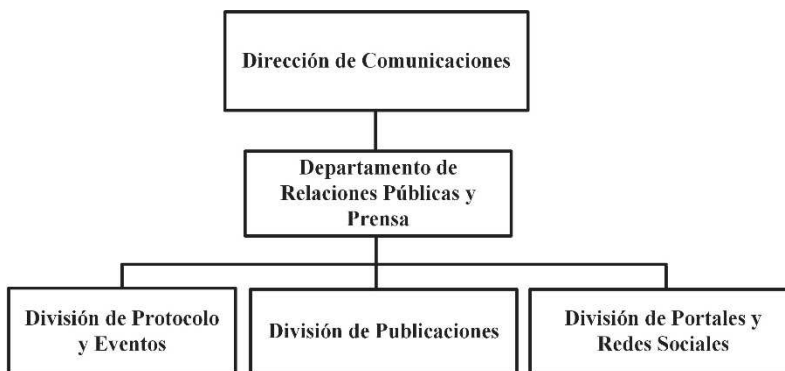 Dirección de Comunicaciones
Departamento de
Relaciones Públicas y
Prensa
División de Protocolo
y Eventos
División de Publicaciones
División de Portales y
Redes Sociales